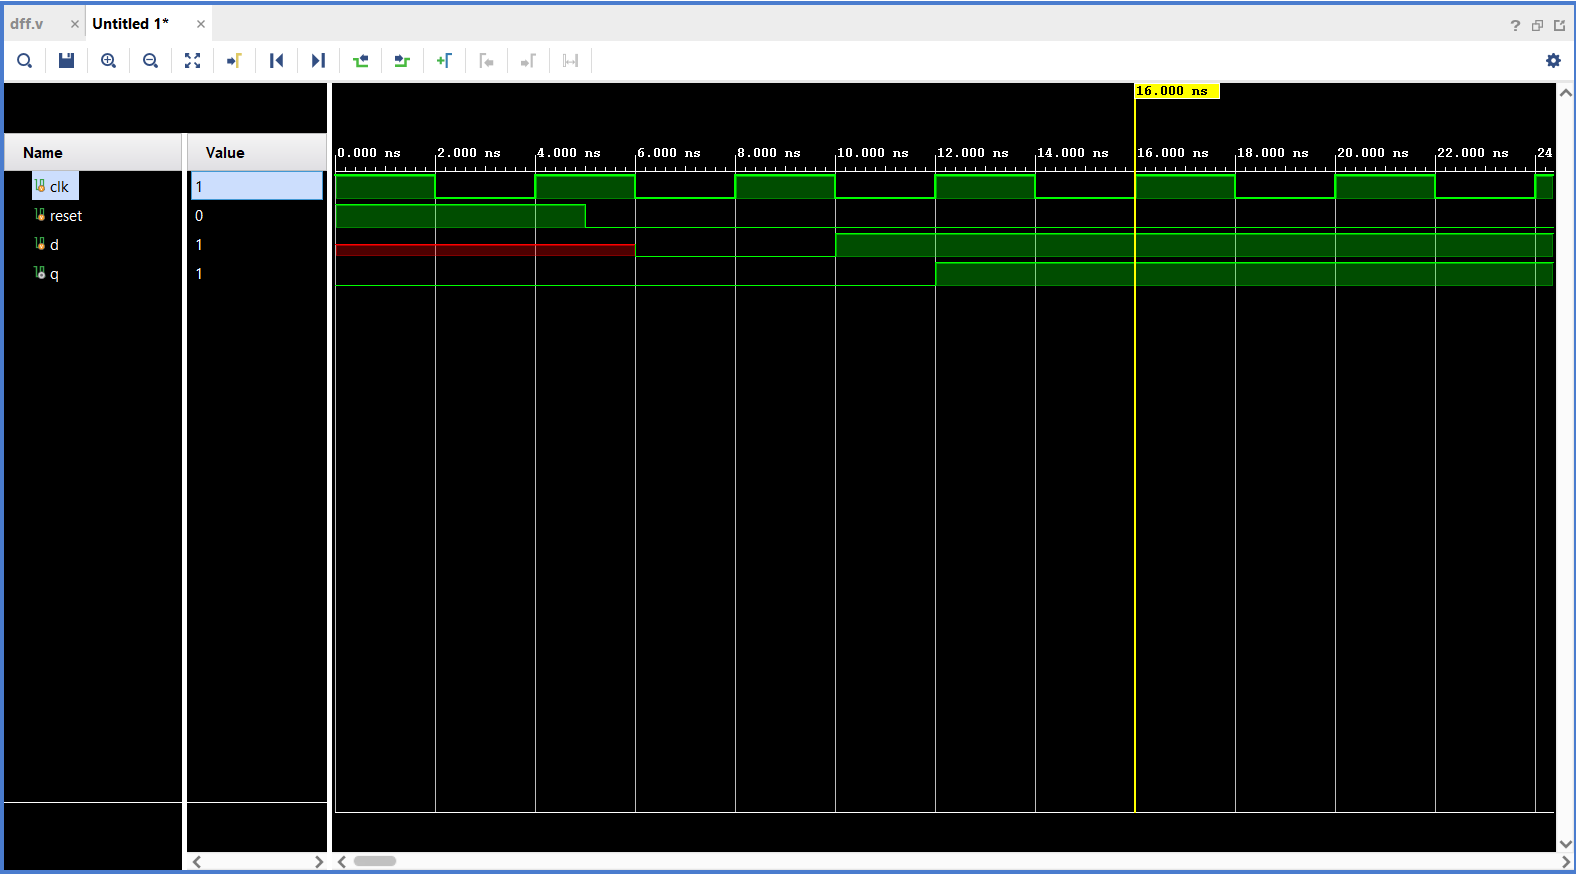 dff.v × Untitled 1* ×
?
16.000 ns
Name Value
0.000 ns 2.000 ns 4.000 ns 6.000 ns 8.000 ns 10.000 ns 12.000 ns 14.000 ns 16.000 ns 18.000 ns 20.000 ns 22.000 ns 24
clk 1
reset 0
d 1
q 1